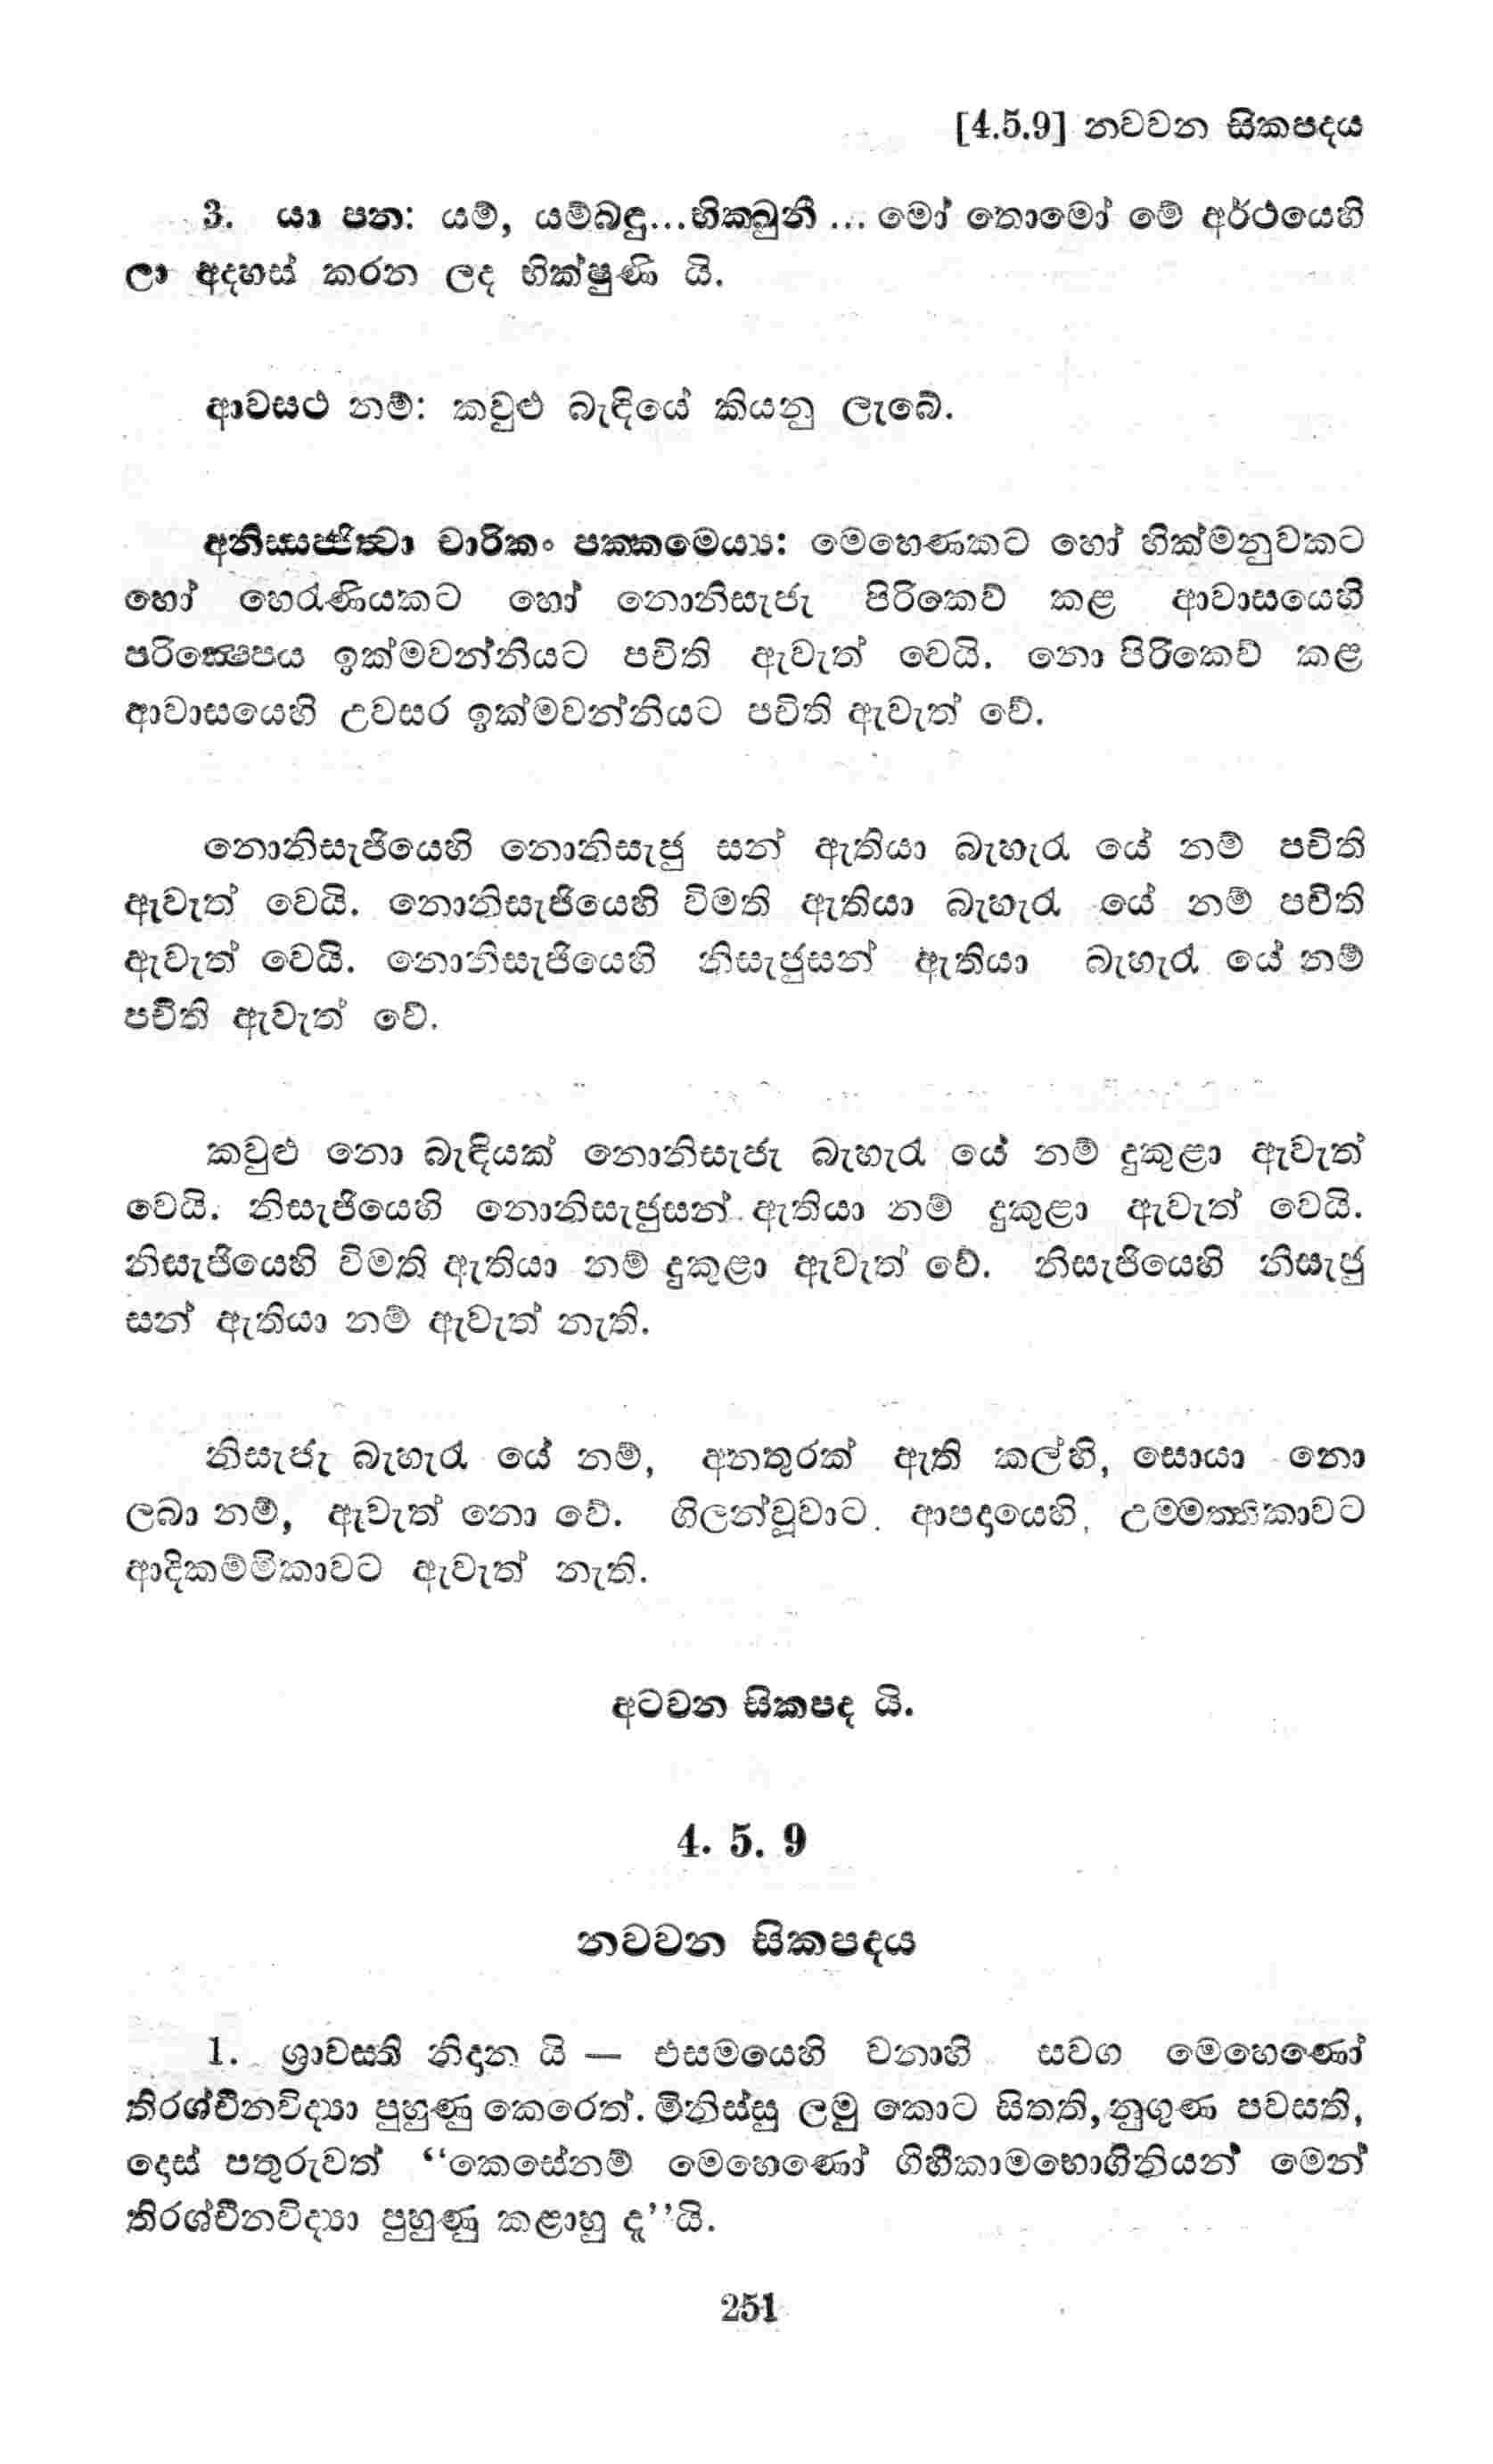 [4.5.9] නවවන සිකපදය
3. යා පන: යම්, යම්බඳු...භික්ඛුනී ... මෝ තොමෝ මේ අර්ථයෙහි
ලා අදහස් කරන ලද භික්ෂුණි යි.
ආවසථ නම්: කවුළු බැඳියේ කියනු ලැබේ.
අනිස්සජ්ජිත්වා චාරිකං පක්කමෙය්‍ය: මෙහෙණකට හෝ හික්මනුවකට
හෝ හෙරැණියකට හෝ නොනිසැජැ පිරිකෙව් කළ ආවාසයෙහි
පරික්‍ෂෙපය ඉක්මවන්නියට පචිති ඇවැත් වෙයි. නො පිරිකෙව් කළ
ආවාසයෙහි උවසර ඉක්මවන්නියට පචිති ඇවැත් වේ.
නොනිසැජියෙහි නොනිසැජු සන් ඇතියා බැහැරැ යේ නම් පචිති
ඇවැත් වෙයි. නොනිසැජියෙහි විමති ඇතියා බැහැරැ යේ නම් පචිති
ඇවැත් වෙයි. නොනිසැජියෙහි නිසැජුසන් ඇතියා බැහැරැ යේ නම්
පචිති ඇවැත් වේ.
කවුළු නො බැඳියක් නොනිසැජැ බැහැරැ යේ නම් දුකුළා ඇවැත්
වෙයි. නිසැජියෙහි නොනිසැජුසන් ඇතියා නම් දුකුළා ඇවැත් වෙයි.
නිසැජියෙහි විමති ඇතියා නම් දුකුළා ඇවැත් වේ. නිසැජියෙහි නිසැජු
සන් ඇතියා නම් ඇවැත් නැති.
නිසැජැ බැහැරැ යේ නම්, අනතුරක් ඇති කල්හි, සොයා නො
ලබා නම්, ඇවැත් නො වේ. ගිලන්වූවාට. ආපදායෙහි, උම්මත්තිකාවට
ආදිකම්මිකාවට ඇවැත් නැති.
අටවන සිකපද යි.
4. 5. 9
නවවන සිකපදය
1. ශ්‍රාවස්ති නිදාන යි — එසමයෙහි වනාහි සවග මෙහෙණෝ
තිරශ්චීනවිද්‍යා පුහුණු කෙරෙත්. මිනිස්සු ලමු කොට සිතති, නුගුණ පවසති,
දොස් පතුරුවත් “කෙසේනම් මෙහෙණෝ ගිහිකාමභොගිනියන් මෙන්
තිරශ්චීනවිද්‍යා පුහුණු කළාහු ද”යි.
251